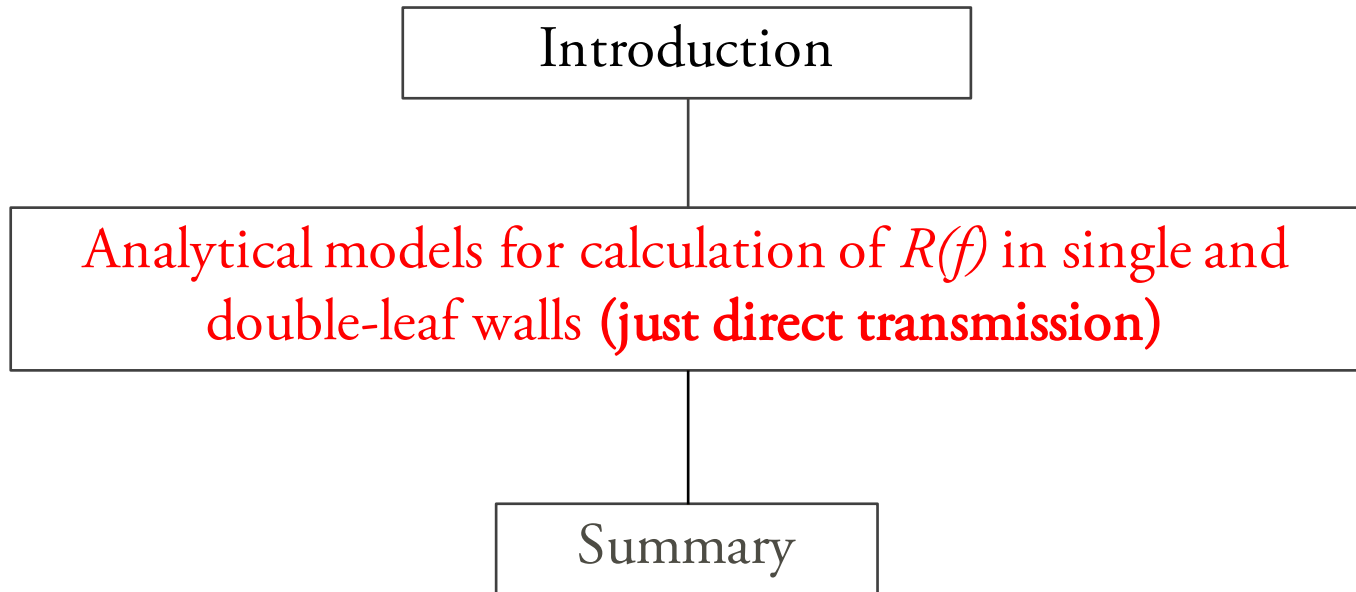 Introduction
Analytical models for calculation of R(f) in single and
double-leaf walls (just direct transmission)
Summary